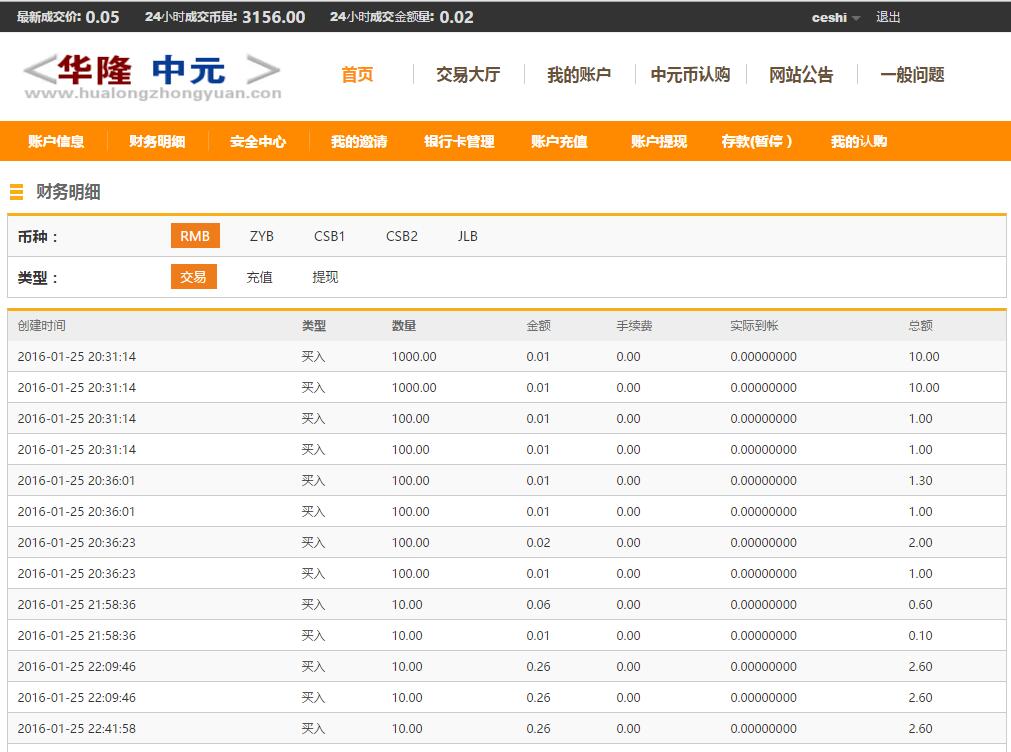 最新成交价: 0.05 24小时成交币量: 3156.00 24小时成交金额量: 0.02 ceshi 退出
<华隆 中元>
www.hualongzhongyuan.com
首页 交易大厅 我的账户 中元币认购 网站公告 一般问题
账户信息 财务明细 安全中心 我的邀请 银行卡管理 账户充值 账户提现 存款(暂停) 我的认购
财务明细
币种: RMB ZYB CSB1 CSB2 JLB
类型: 交易 充值 提现
创建时间 类型 数量 金额 手续费 实际到帐 总额
2016-01-25 20:31:14 买入 1000.00 0.01 0.00 0.00000000 10.00
2016-01-25 20:31:14 买入 1000.00 0.01 0.00 0.00000000 10.00
2016-01-25 20:31:14 买入 100.00 0.01 0.00 0.00000000 1.00
2016-01-25 20:31:14 买入 100.00 0.01 0.00 0.00000000 1.00
2016-01-25 20:36:01 买入 100.00 0.01 0.00 0.00000000 1.30
2016-01-25 20:36:01 买入 100.00 0.01 0.00 0.00000000 1.00
2016-01-25 20:36:23 买入 100.00 0.02 0.00 0.00000000 2.00
2016-01-25 20:36:23 买入 100.00 0.01 0.00 0.00000000 1.00
2016-01-25 21:58:36 买入 10.00 0.06 0.00 0.00000000 0.60
2016-01-25 21:58:36 买入 10.00 0.01 0.00 0.00000000 0.10
2016-01-25 22:09:46 买入 10.00 0.26 0.00 0.00000000 2.60
2016-01-25 22:09:46 买入 10.00 0.26 0.00 0.00000000 2.60
2016-01-25 22:41:58 买入 10.00 0.26 0.00 0.00000000 2.60